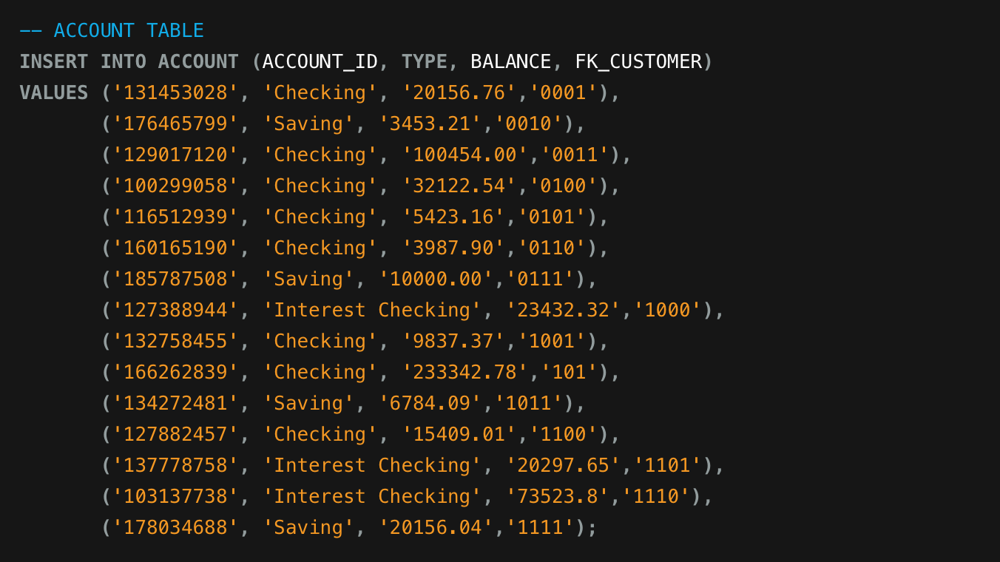 -- ACCOUNT TABLE
INSERT INTO ACCOUNT (ACCOUNT_ID, TYPE, BALANCE, FK_CUSTOMER)
VALUES ('131453028', 'Checking', '20156.76','0001'),
('176465799', 'Saving', '3453.21','0010'),
('129017120', 'Checking', '100454.00','0011'),
('100299058', 'Checking', '32122.54','0100'),
('116512939', 'Checking', '5423.16','0101'),
('160165190', 'Checking', '3987.90','0110'),
('185787508', 'Saving', '10000.00','0111'),
('127388944', 'Interest Checking', '23432.32','1000'),
('132758455', 'Checking', '9837.37','1001'),
('166262839', 'Checking', '233342.78','101'),
('134272481', 'Saving', '6784.09','1011'),
('127882457', 'Checking', '15409.01','1100'),
('137778758', 'Interest Checking', '20297.65','1101'),
('103137738', 'Interest Checking', '73523.8','1110'),
('178034688', 'Saving', '20156.04','1111');